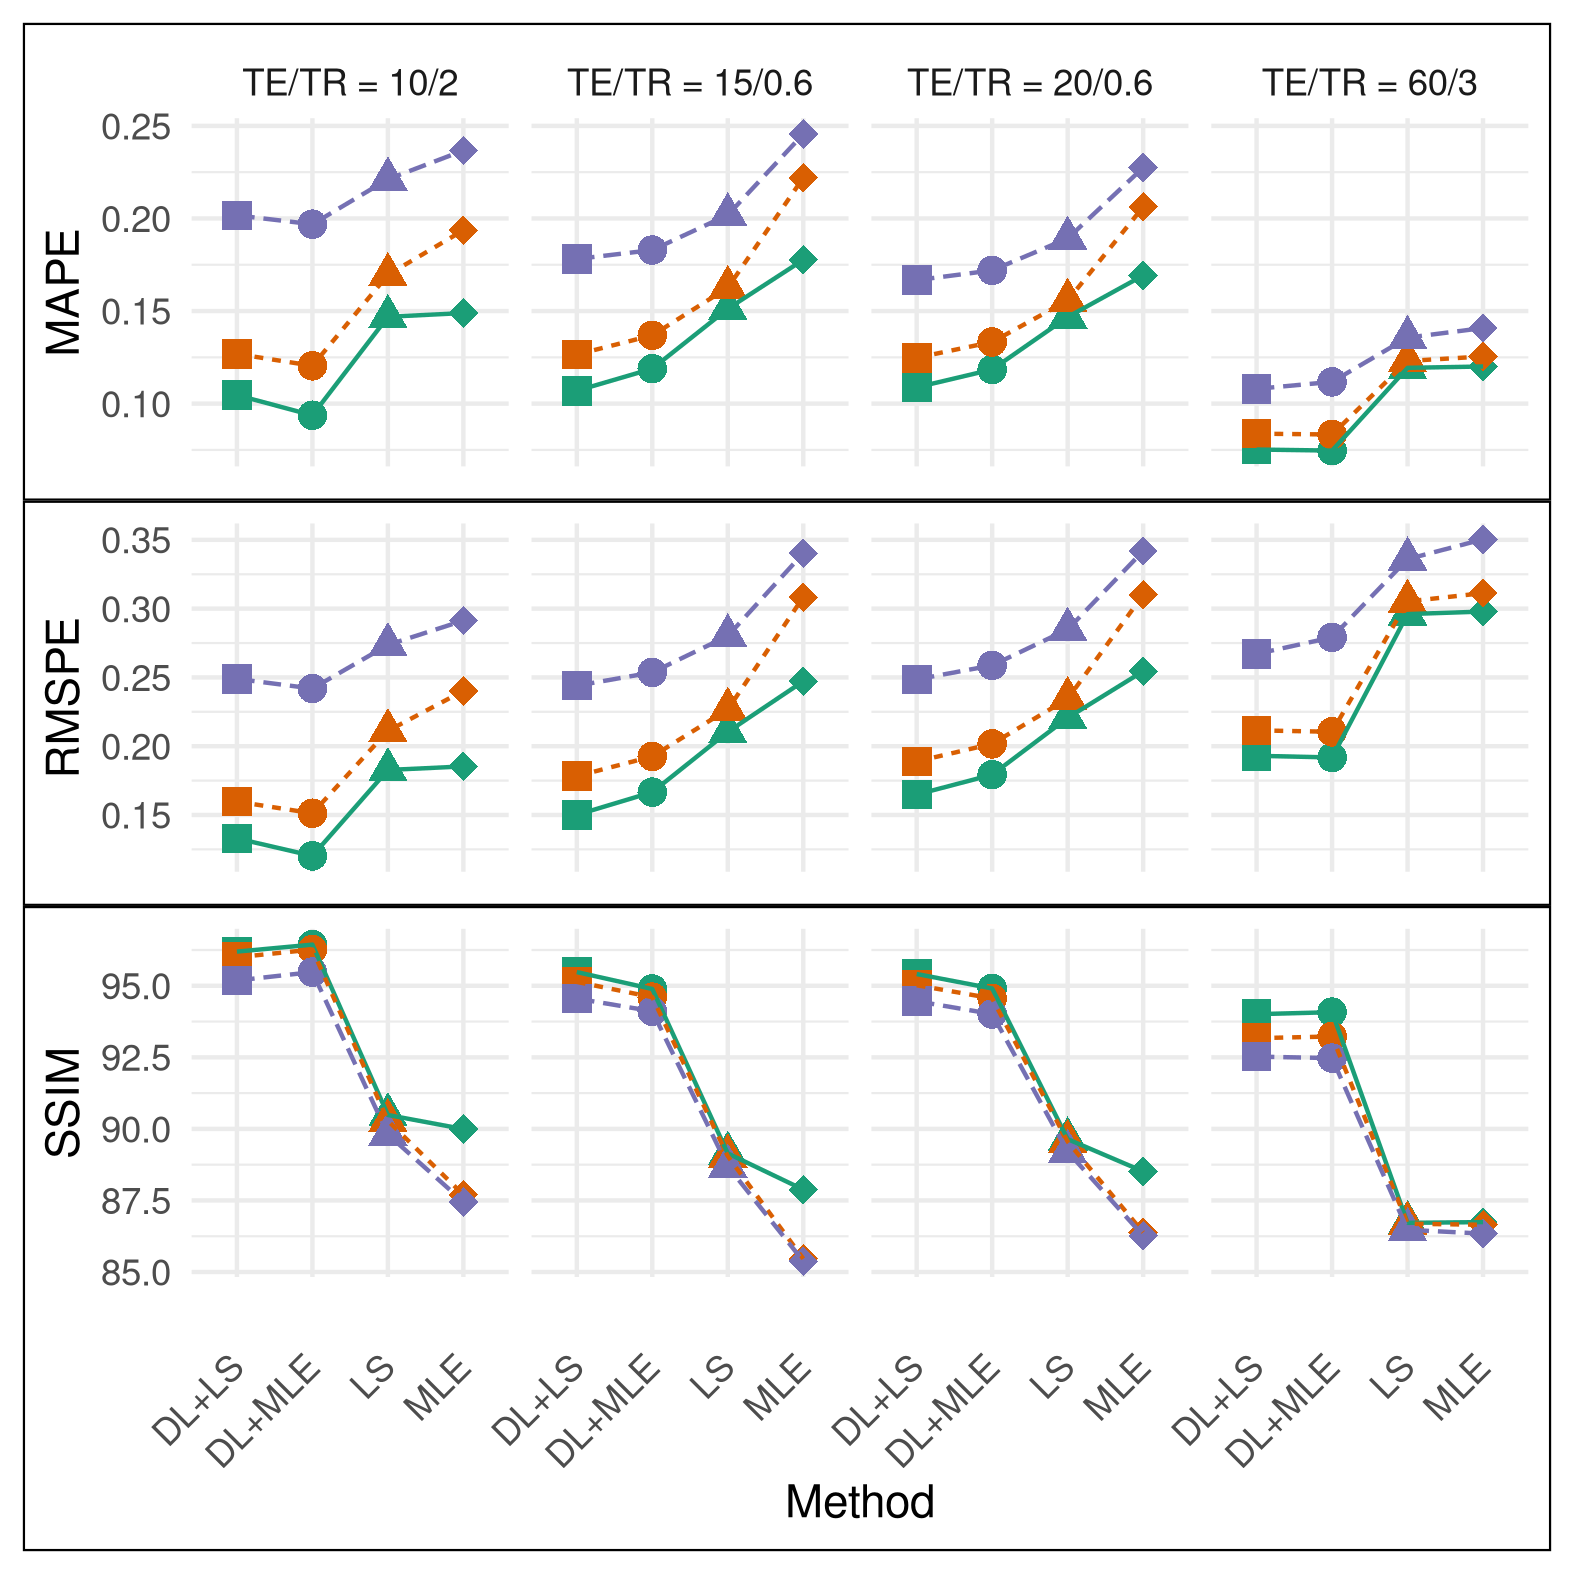 TE/TR = 10/2 TE/TR = 15/0.6 TE/TR = 20/0.6 TE/TR = 60/3
MAPE
0.25
0.20
0.15
0.10
RMSPE
0.35
0.30
0.25
0.20
0.15
SSIM
95.0
92.5
90.0
87.5
85.0
DL+LS DL+MLE LS MLE DL+LS DL+MLE LS MLE DL+LS DL+MLE LS MLE DL+LS DL+MLE LS MLE
Method